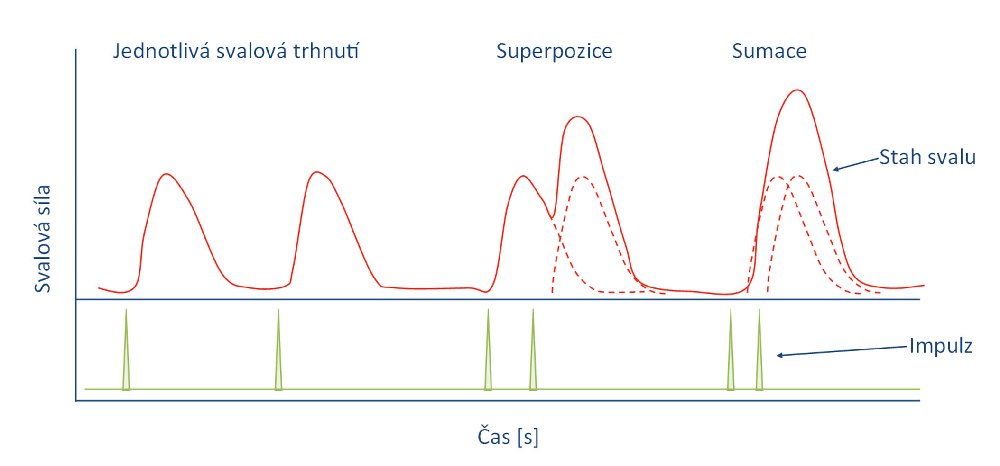 Jednotlivá svalová trhnutí
Superpozice
Sumace
Stah svalu
Svalová síla
Impulz
Čas [s]